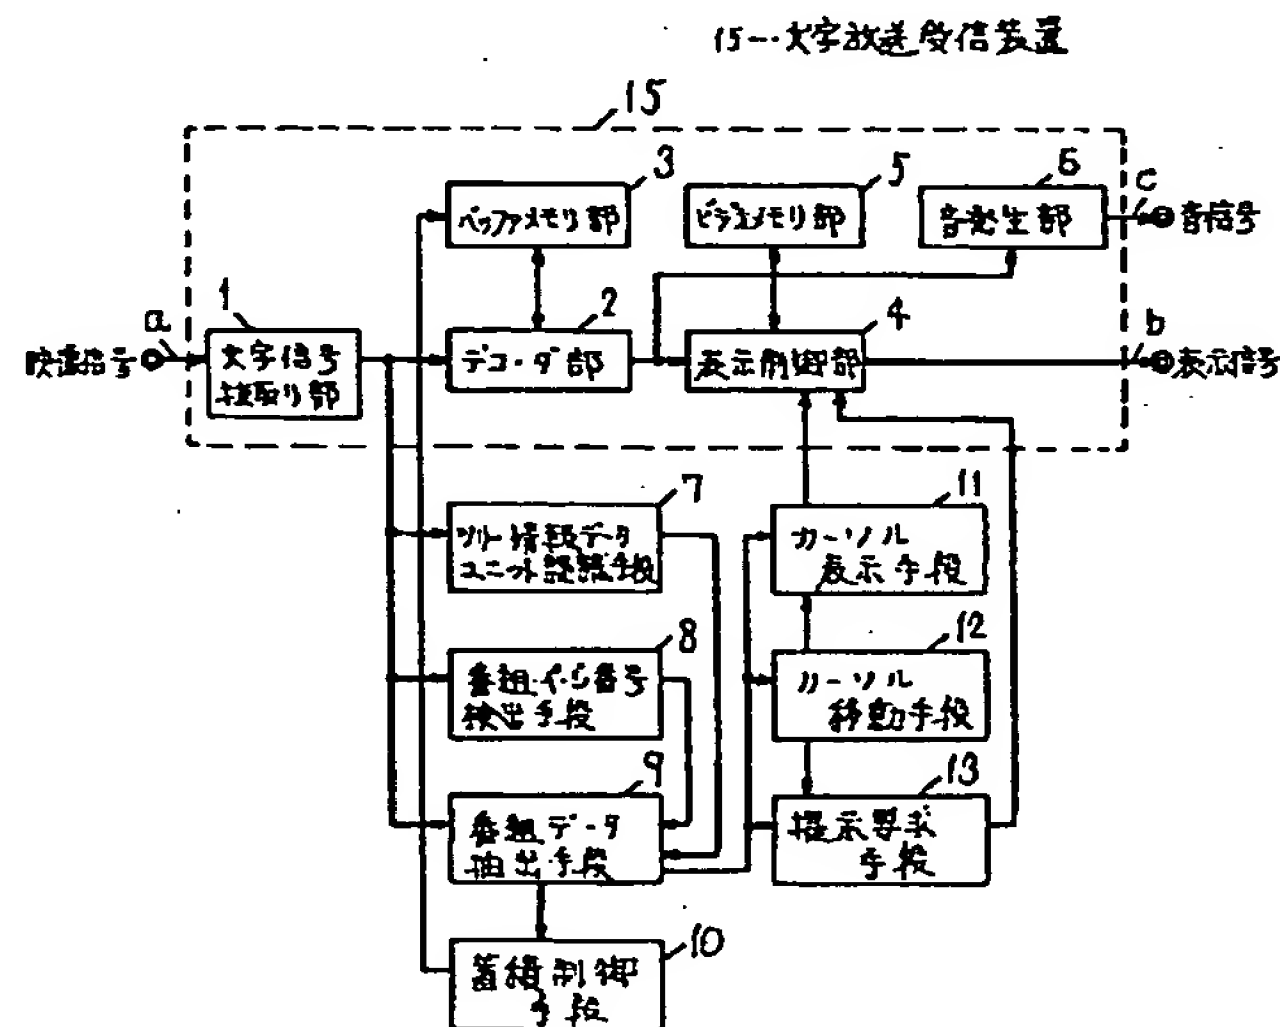 15…文字放送受信装置
15
3
5
6
バッファメモリ部
ビデオメモリ部
音発生部
c
音信号
1
2
4
a
b
映像信号
文字信号
抜取り部
デコーダ部
表示制御部
表示信号
7
11
ツリー情報データ
ユニット認識手段
カーソル
表示手段
8
12
番組・ページ番号
検出手段
カーソル
移動手段
9
13
番組データ
抽出手段
提示要求
手段
10
蓄積制御
手段